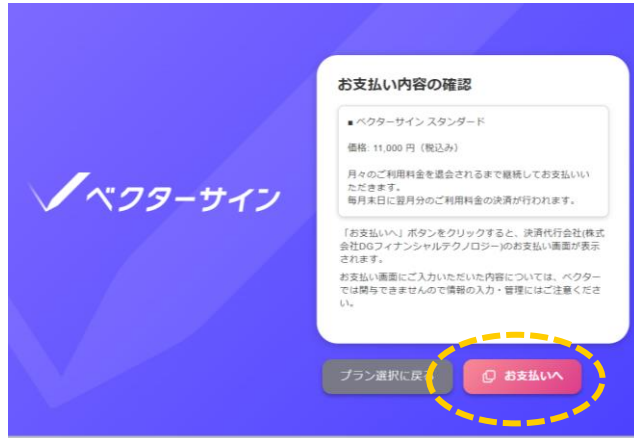 お支払い内容の確認
■ ベクターサイン スタンダード
価格: 11,000 円（税込み）
月々のご利用料金を退会されるまで継続してお支払いい
ただきます。
毎月末日に翌月分のご利用料金の決済が行われます。
ベクターサイン
「お支払いへ」ボタンをクリックすると、決済代行会社(株式
会社DGフィナンシャルテクノロジー)のお支払い画面が表示
されます。
お支払い画面にご入力いただいた内容については、ベクター
では関与できませんので情報の入力・管理にはご注意くださ
い。
プラン選択に戻る
お支払いへ